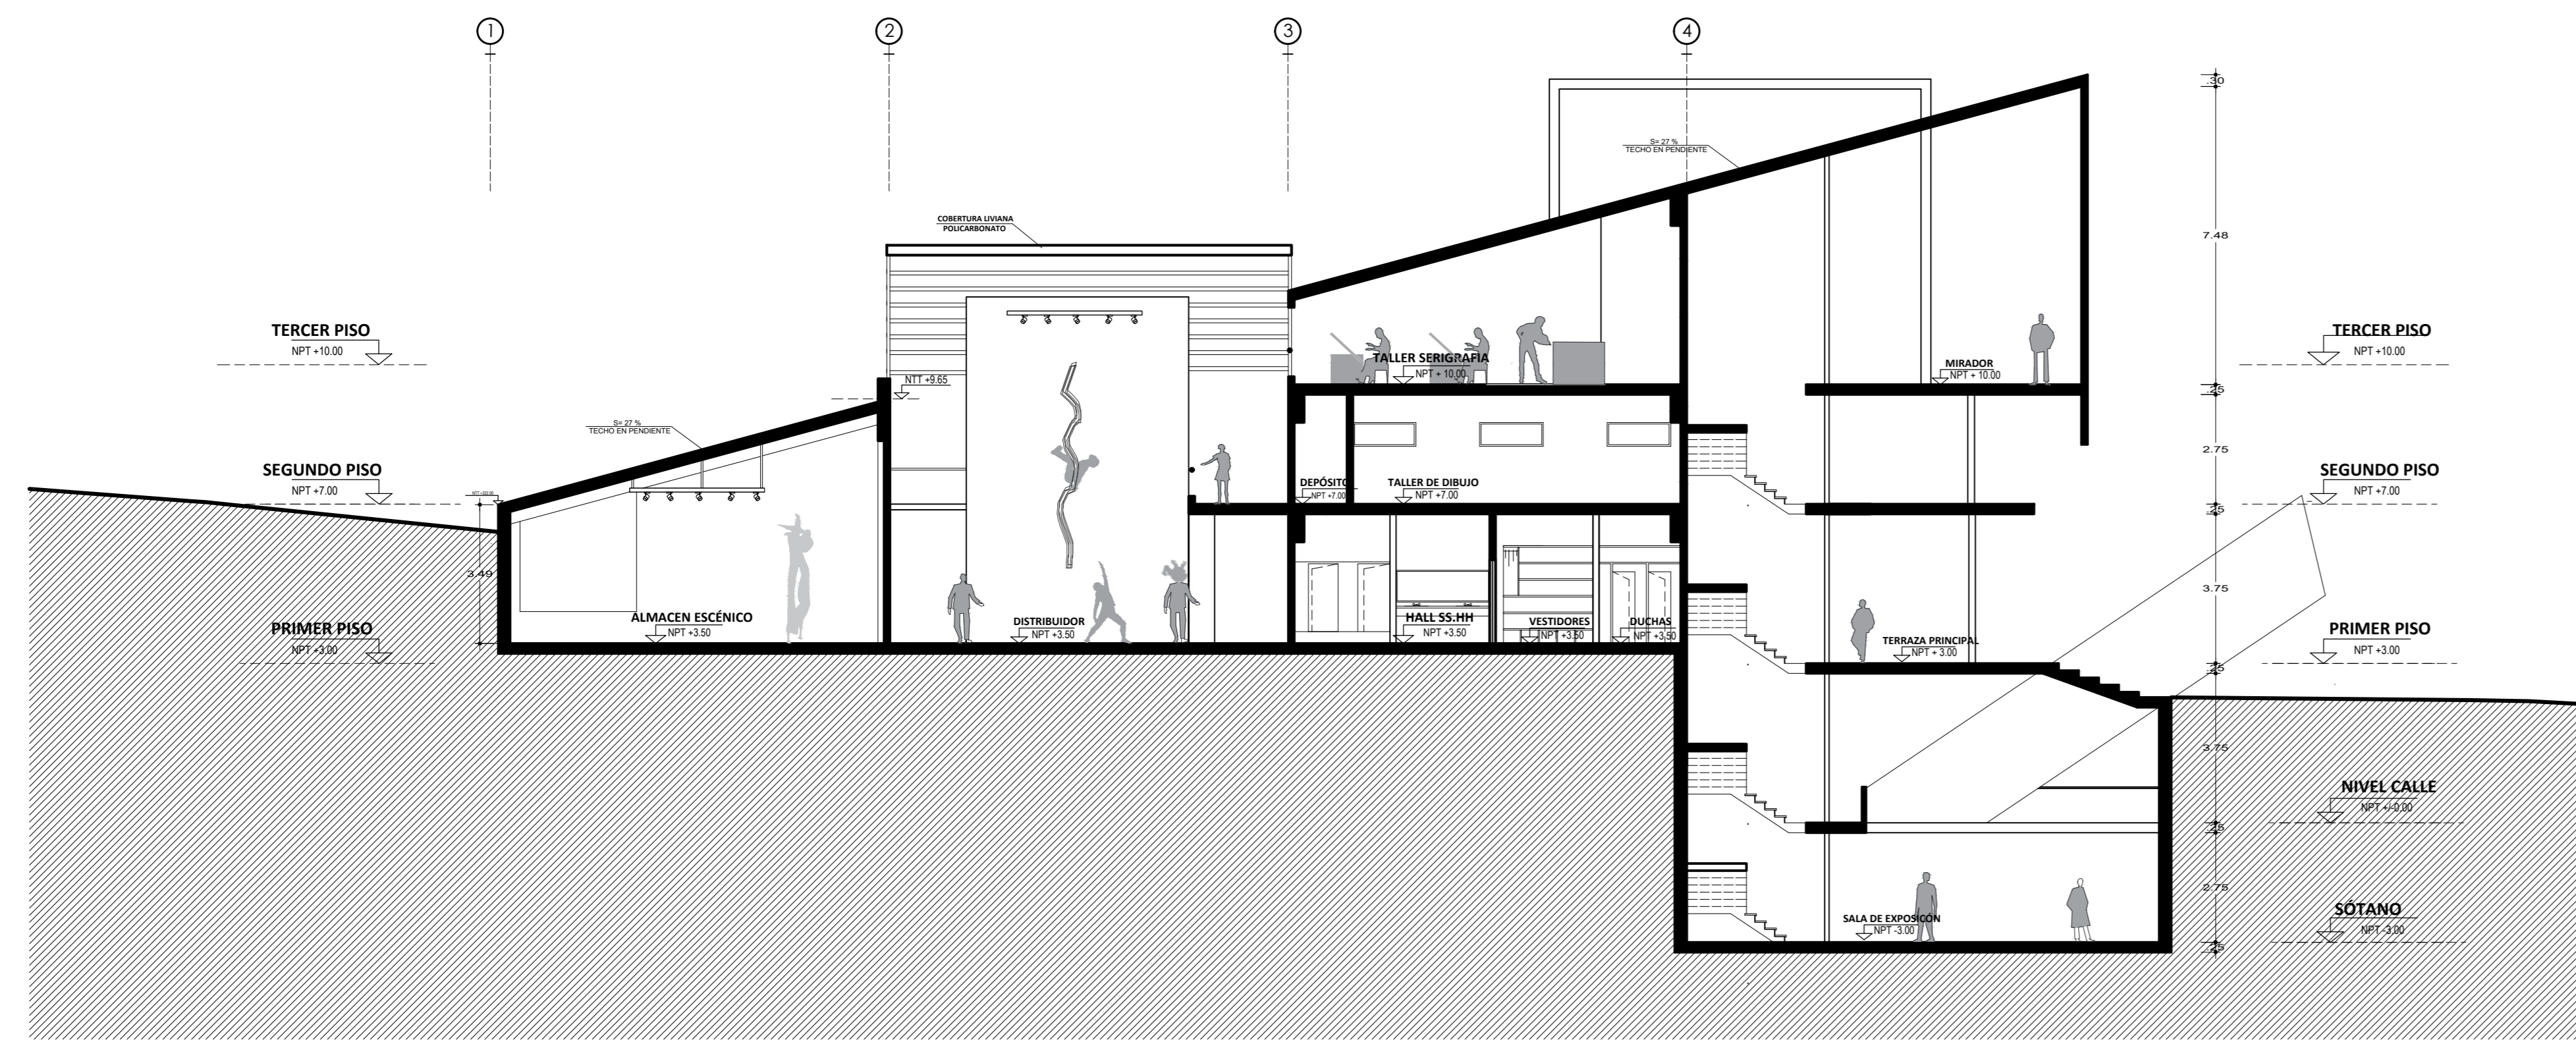 1
2
3
4
.30
S= 27 %
TECHO EN PENDIENTE
COBERTURA LIVIANA
POLICARBONATO
7.48
TERCER PISO
NPT +10.00
TERCER PISO
NPT +10.00
TALLER SERIGRAFIA
NPT + 10.00
MIRADOR
NPT + 10.00
NTT +9.65
.25
S= 27 %
TECHO EN PENDIENTE
2.75
SEGUNDO PISO
NPT +7.00
DEPÓSITO
NPT +7.00
TALLER DE DIBUJO
NPT +7.00
SEGUNDO PISO
NPT +7.00
.25
3.49
3.75
ALMACEN ESCÉNICO
NPT +3.50
DISTRIBUIDOR
NPT +3.50
HALL SS.HH
NPT +3.50
VESTIDORES
NPT +3.50
DUCHAS
NPT +3.50
PRIMER PISO
NPT +3.00
TERRAZA PRINCIPAL
NPT + 3.00
PRIMER PISO
NPT +3.00
.25
3.75
NIVEL CALLE
NPT +/-0.00
.25
2.75
SALA DE EXPOSICÓN
NPT -3.00
SÓTANO
NPT -3.00
.25